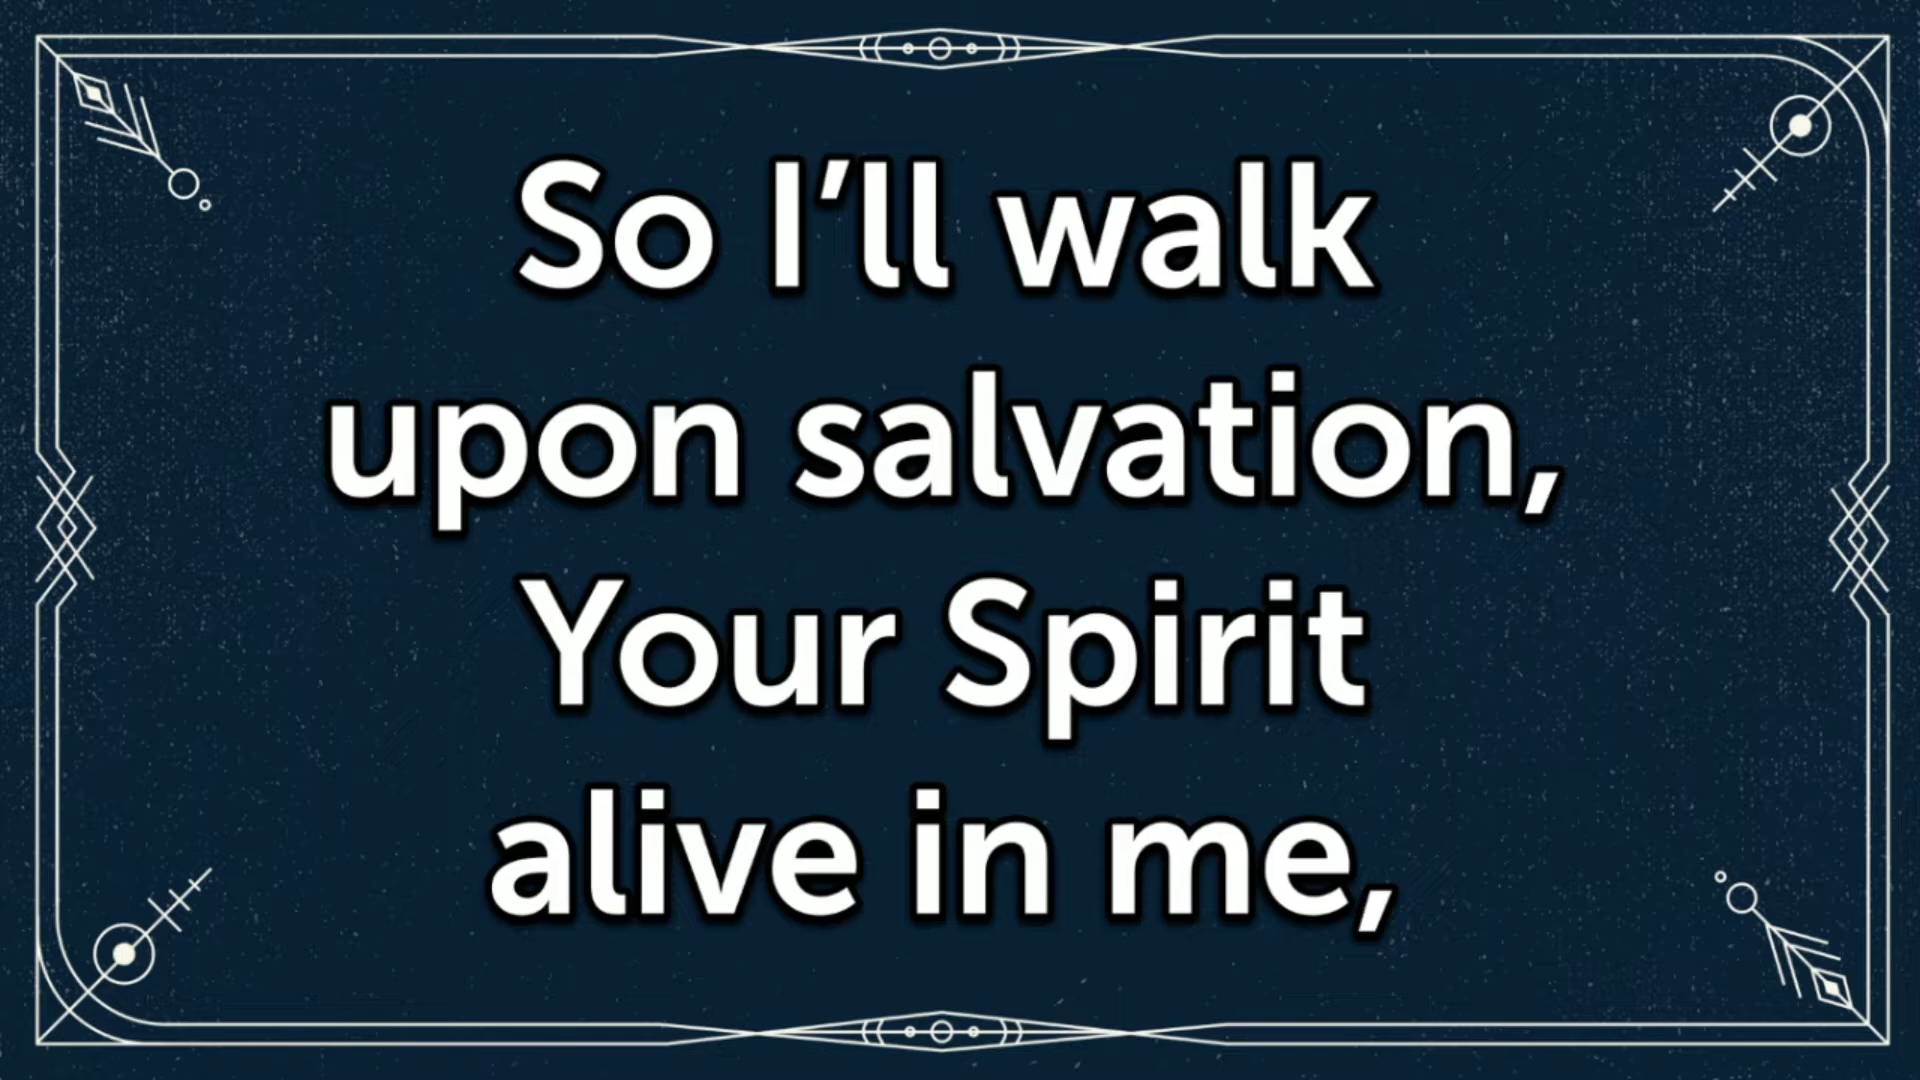 So I’ll walk
upon salvation,
Your Spirit
alive in me,